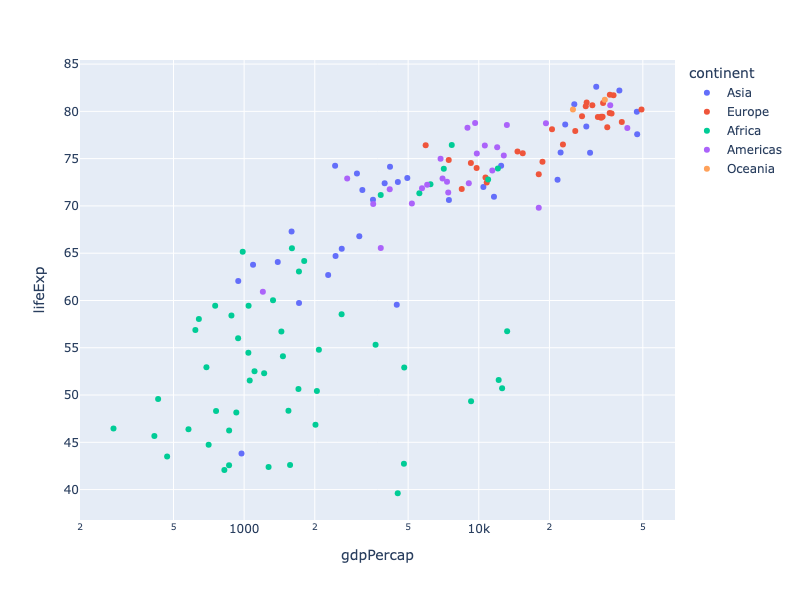 continent
Asia
Europe
Africa
Americas
Oceania
lifeExp
85
80
75
70
65
60
55
50
45
40
2 5 1000 2 5 10k 2 5
gdpPercap